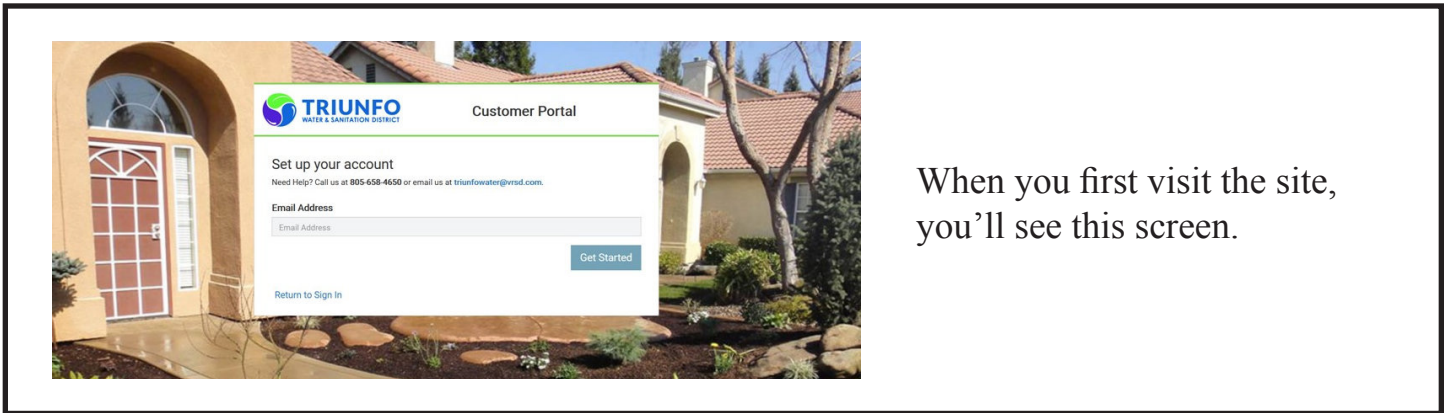 TRIUNFO
WATER & SANITATION DISTRICT
Customer Portal
Set up your account
Need Help? Call us at 805-658-4650 or email us at triunfowater@vrsd.com.
Email Address
Email Address
Get Started
Return to Sign In
When you first visit the site,
you’ll see this screen.